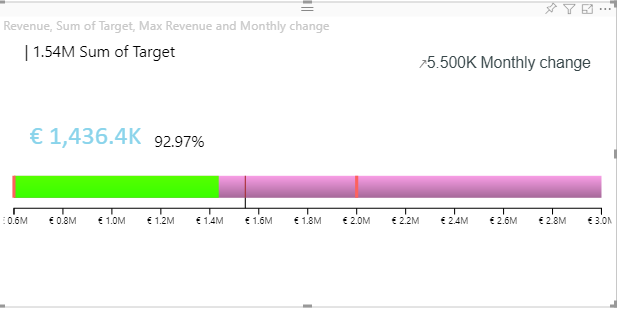 Revenue, Sum of Target, Max Revenue and Monthly change
| 1.54M Sum of Target
↗5.500K Monthly change
€ 1,436.4K 92.97%
€ 0.6M € 0.8M € 1.0M € 1.2M € 1.4M € 1.6M € 1.8M € 2.0M € 2.2M € 2.4M € 2.6M € 2.8M € 3.0M